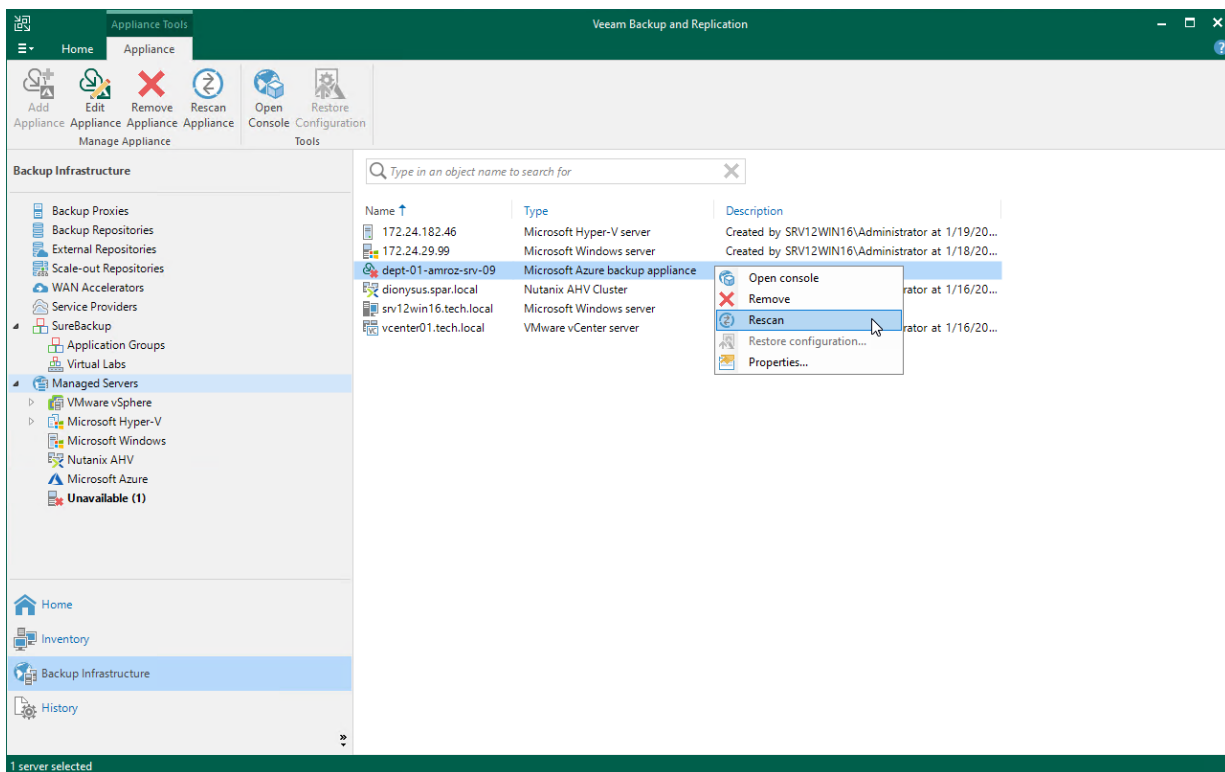 Appliance Tools
Veeam Backup and Replication
Home
Appliance
Add Appliance
Edit Appliance
Remove Appliance
Rescan Appliance
Open Console
Restore Configuration
Manage Appliance
Tools
Backup Infrastructure
Backup Proxies
Backup Repositories
External Repositories
Scale-out Repositories
WAN Accelerators
Service Providers
SureBackup
Application Groups
Virtual Labs
Managed Servers
VMware vSphere
Microsoft Hyper-V
Microsoft Windows
Nutanix AHV
Microsoft Azure
Unavailable (1)
Home
Inventory
Backup Infrastructure
History
Type in an object name to search for
Name Type Description
172.24.182.46 Microsoft Hyper-V server Created by SRV12WIN16\Administrator at 1/19/20...
172.24.29.99 Microsoft Windows server Created by SRV12WIN16\Administrator at 1/18/20...
dept-01-amroz-srv-09 Microsoft Azure backup appliance
dionysus.spar.local Nutanix AHV Cluster rator at 1/16/20...
srv12win16.tech.local Microsoft Windows server
vcenter01.tech.local VMware vCenter server rator at 1/16/20...
Open console
Remove
Rescan
Restore configuration...
Properties...
1 server selected